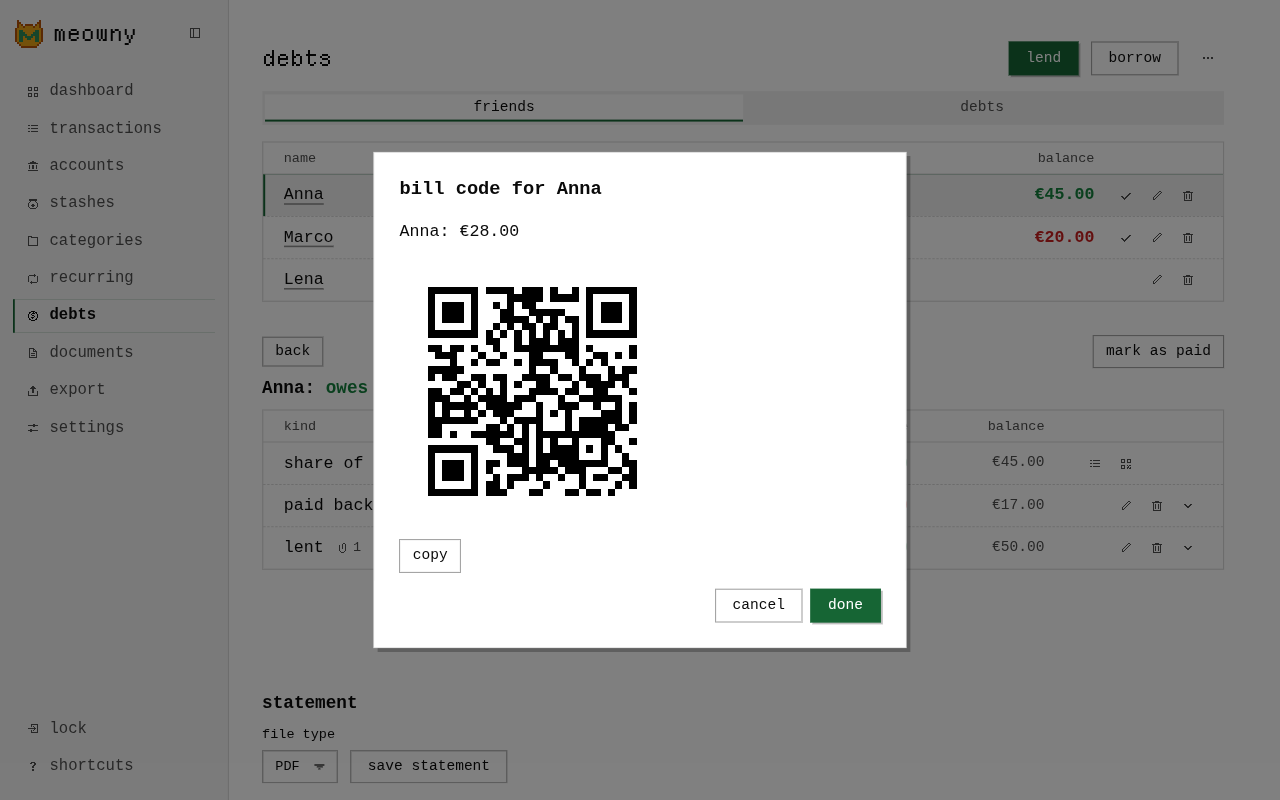 meowny
dashboard
transactions
accounts
stashes
categories
recurring
debts
documents
export
settings
lock
? shortcuts
debts
lend
borrow
friends
debts
name
balance
Anna
€45.00
Marco
€20.00
Lena
back
mark as paid
Anna: owes
kind
balance
share of
€45.00
paid back
€17.00
lent 1
€50.00
bill code for Anna
Anna: €28.00
copy
cancel
done
statement
file type
PDF
save statement